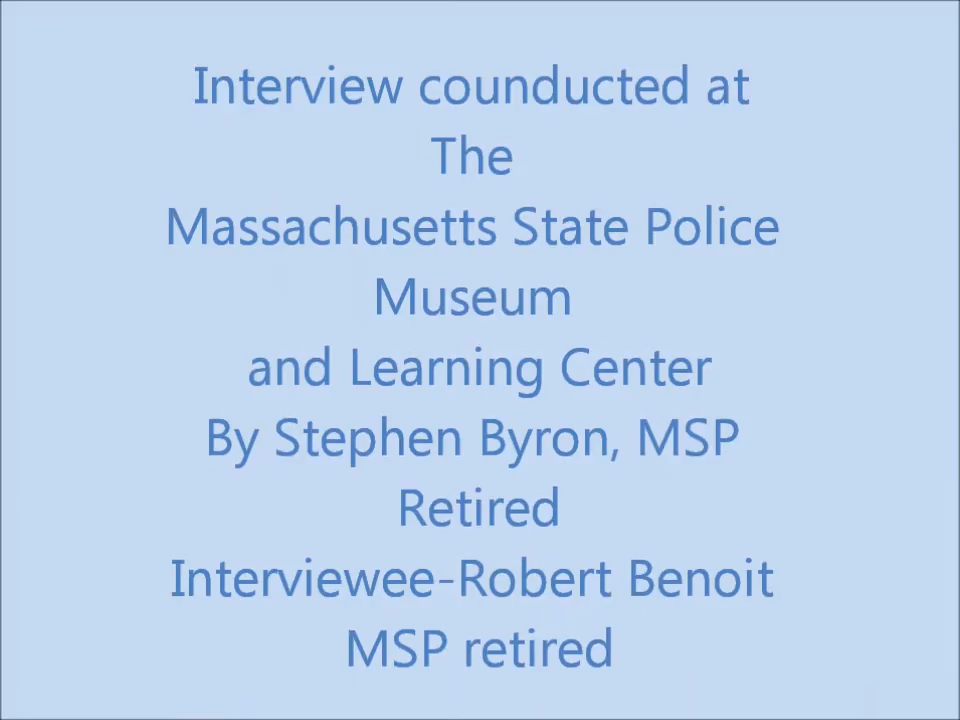 Interview counducted at
The
Massachusetts State Police
Museum
and Learning Center
By Stephen Byron, MSP
Retired
Interviewee-Robert Benoit
MSP retired